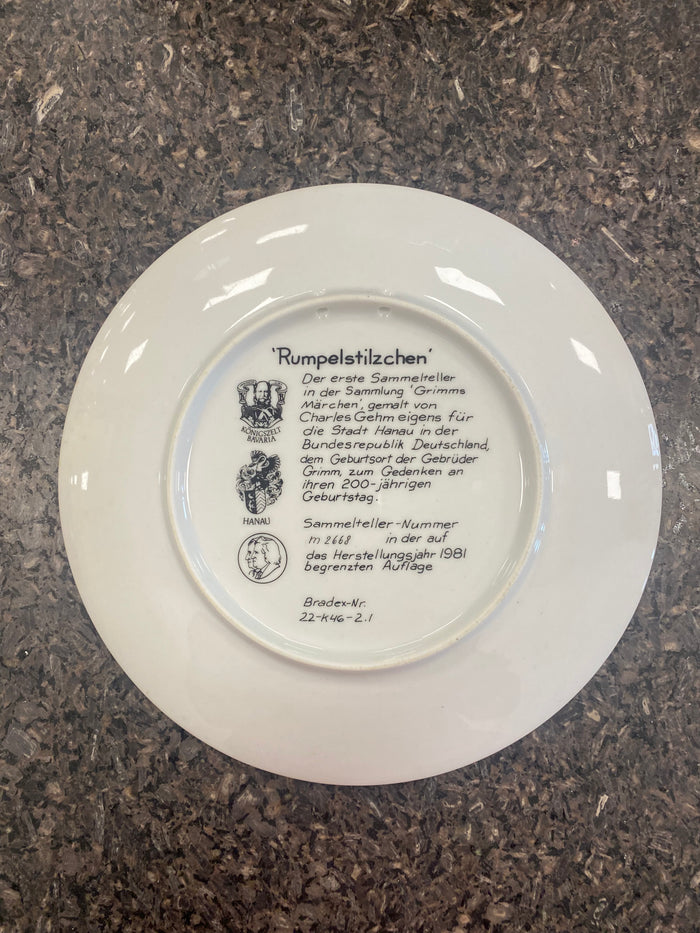 'Rumpelstilzchen'
Der erste Sammelteller
in der Sammlung 'Grimms
Märchen', gemalt von
Charles Gehm eigens für
die Stadt Hanau in der
Bundesrepublik Deutschland,
dem Geburtsort der Gebrüder
Grimm, zum Gedenken an
ihren 200-jährigen
Geburtstag.
KÖNIGSZELT
BAVARIA
HANAU
Sammelteller-Nummer
m 2668 in der auf
das Herstellungsjahr 1981
begrenzten Auflage
Bradex-Nr.
22-K46-2.1